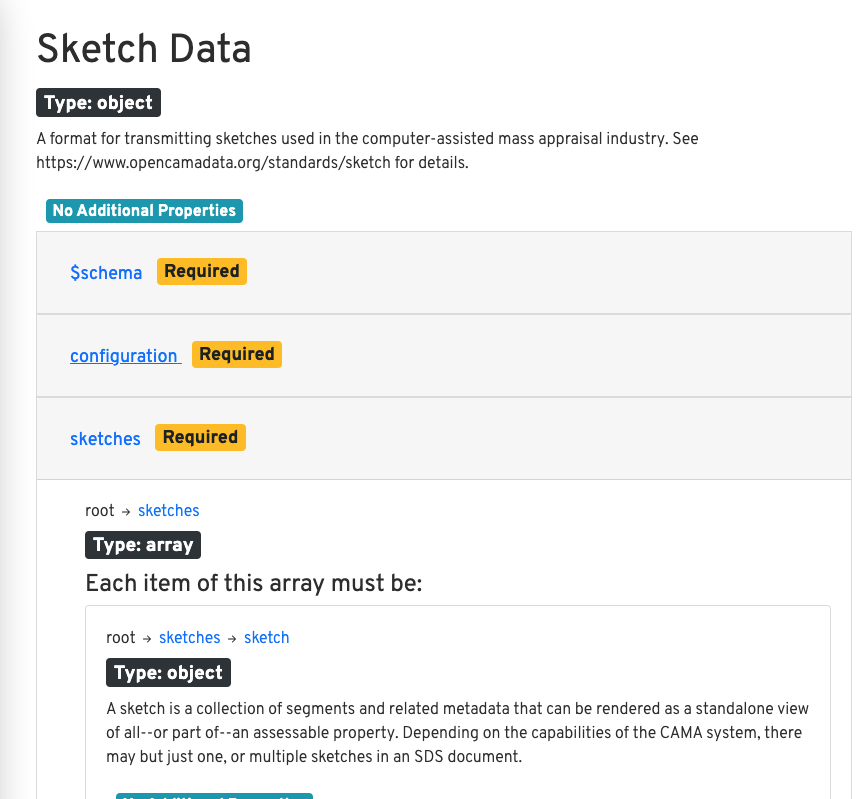 Sketch Data
Type: object
A format for transmitting sketches used in the computer-assisted mass appraisal industry. See
https://www.opencamadata.org/standards/sketch for details.
No Additional Properties
$schema Required
configuration Required
sketches Required
root → sketches
Type: array
Each item of this array must be:
root → sketches → sketch
Type: object
A sketch is a collection of segments and related metadata that can be rendered as a standalone view
of all--or part of--an assessable property. Depending on the capabilities of the CAMA system, there
may but just one, or multiple sketches in an SDS document.